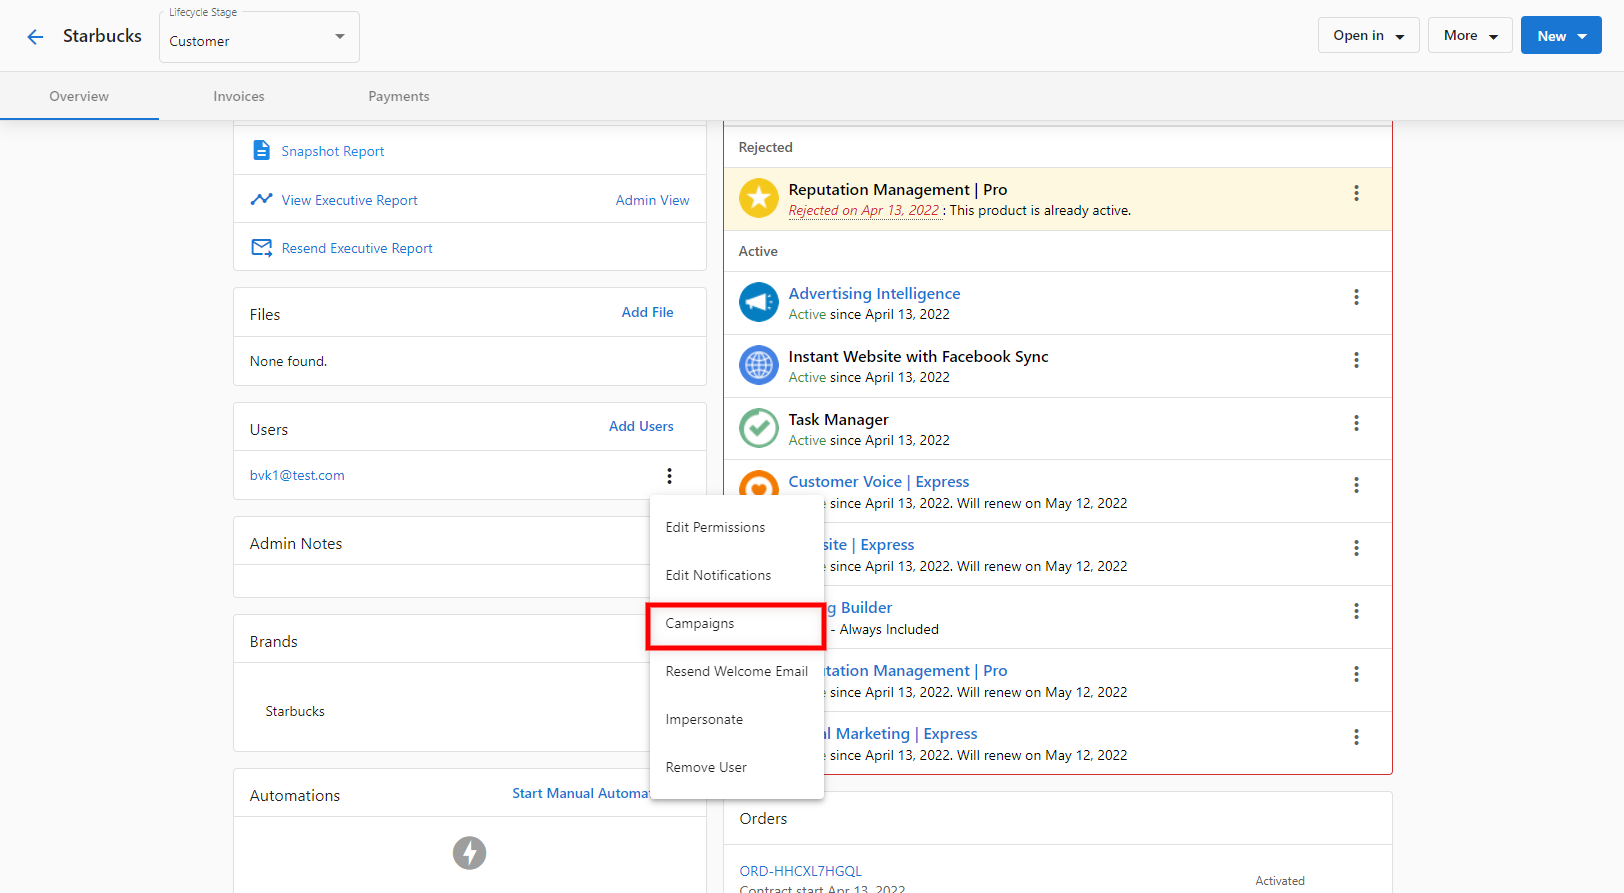 Starbucks
Lifecycle Stage
Customer
Open in
More
New
Overview
Invoices
Payments
Snapshot Report
View Executive Report
Admin View
Resend Executive Report
Files
Add File
None found.
Users
Add Users
bvk1@test.com
Admin Notes
Brands
Starbucks
Automations
Start Manual
Edit Permissions
Edit Notifications
Campaigns
Resend Welcome Email
Impersonate
Remove User
Rejected
Reputation Management | Pro
Rejected on Apr 13, 2022 : This product is already active.
Active
Advertising Intelligence
Active since April 13, 2022
Instant Website with Facebook Sync
Active since April 13, 2022
Task Manager
Active since April 13, 2022
Customer Voice | Express
since April 13, 2022. Will renew on May 12, 2022
| Express
since April 13, 2022. Will renew on May 12, 2022
Builder
- Always Included
Management | Pro
since April 13, 2022. Will renew on May 12, 2022
Marketing | Express
since April 13, 2022. Will renew on May 12, 2022
Orders
ORD-HHCXL7HGQL
Contract start Apr 13, 2022
Activated